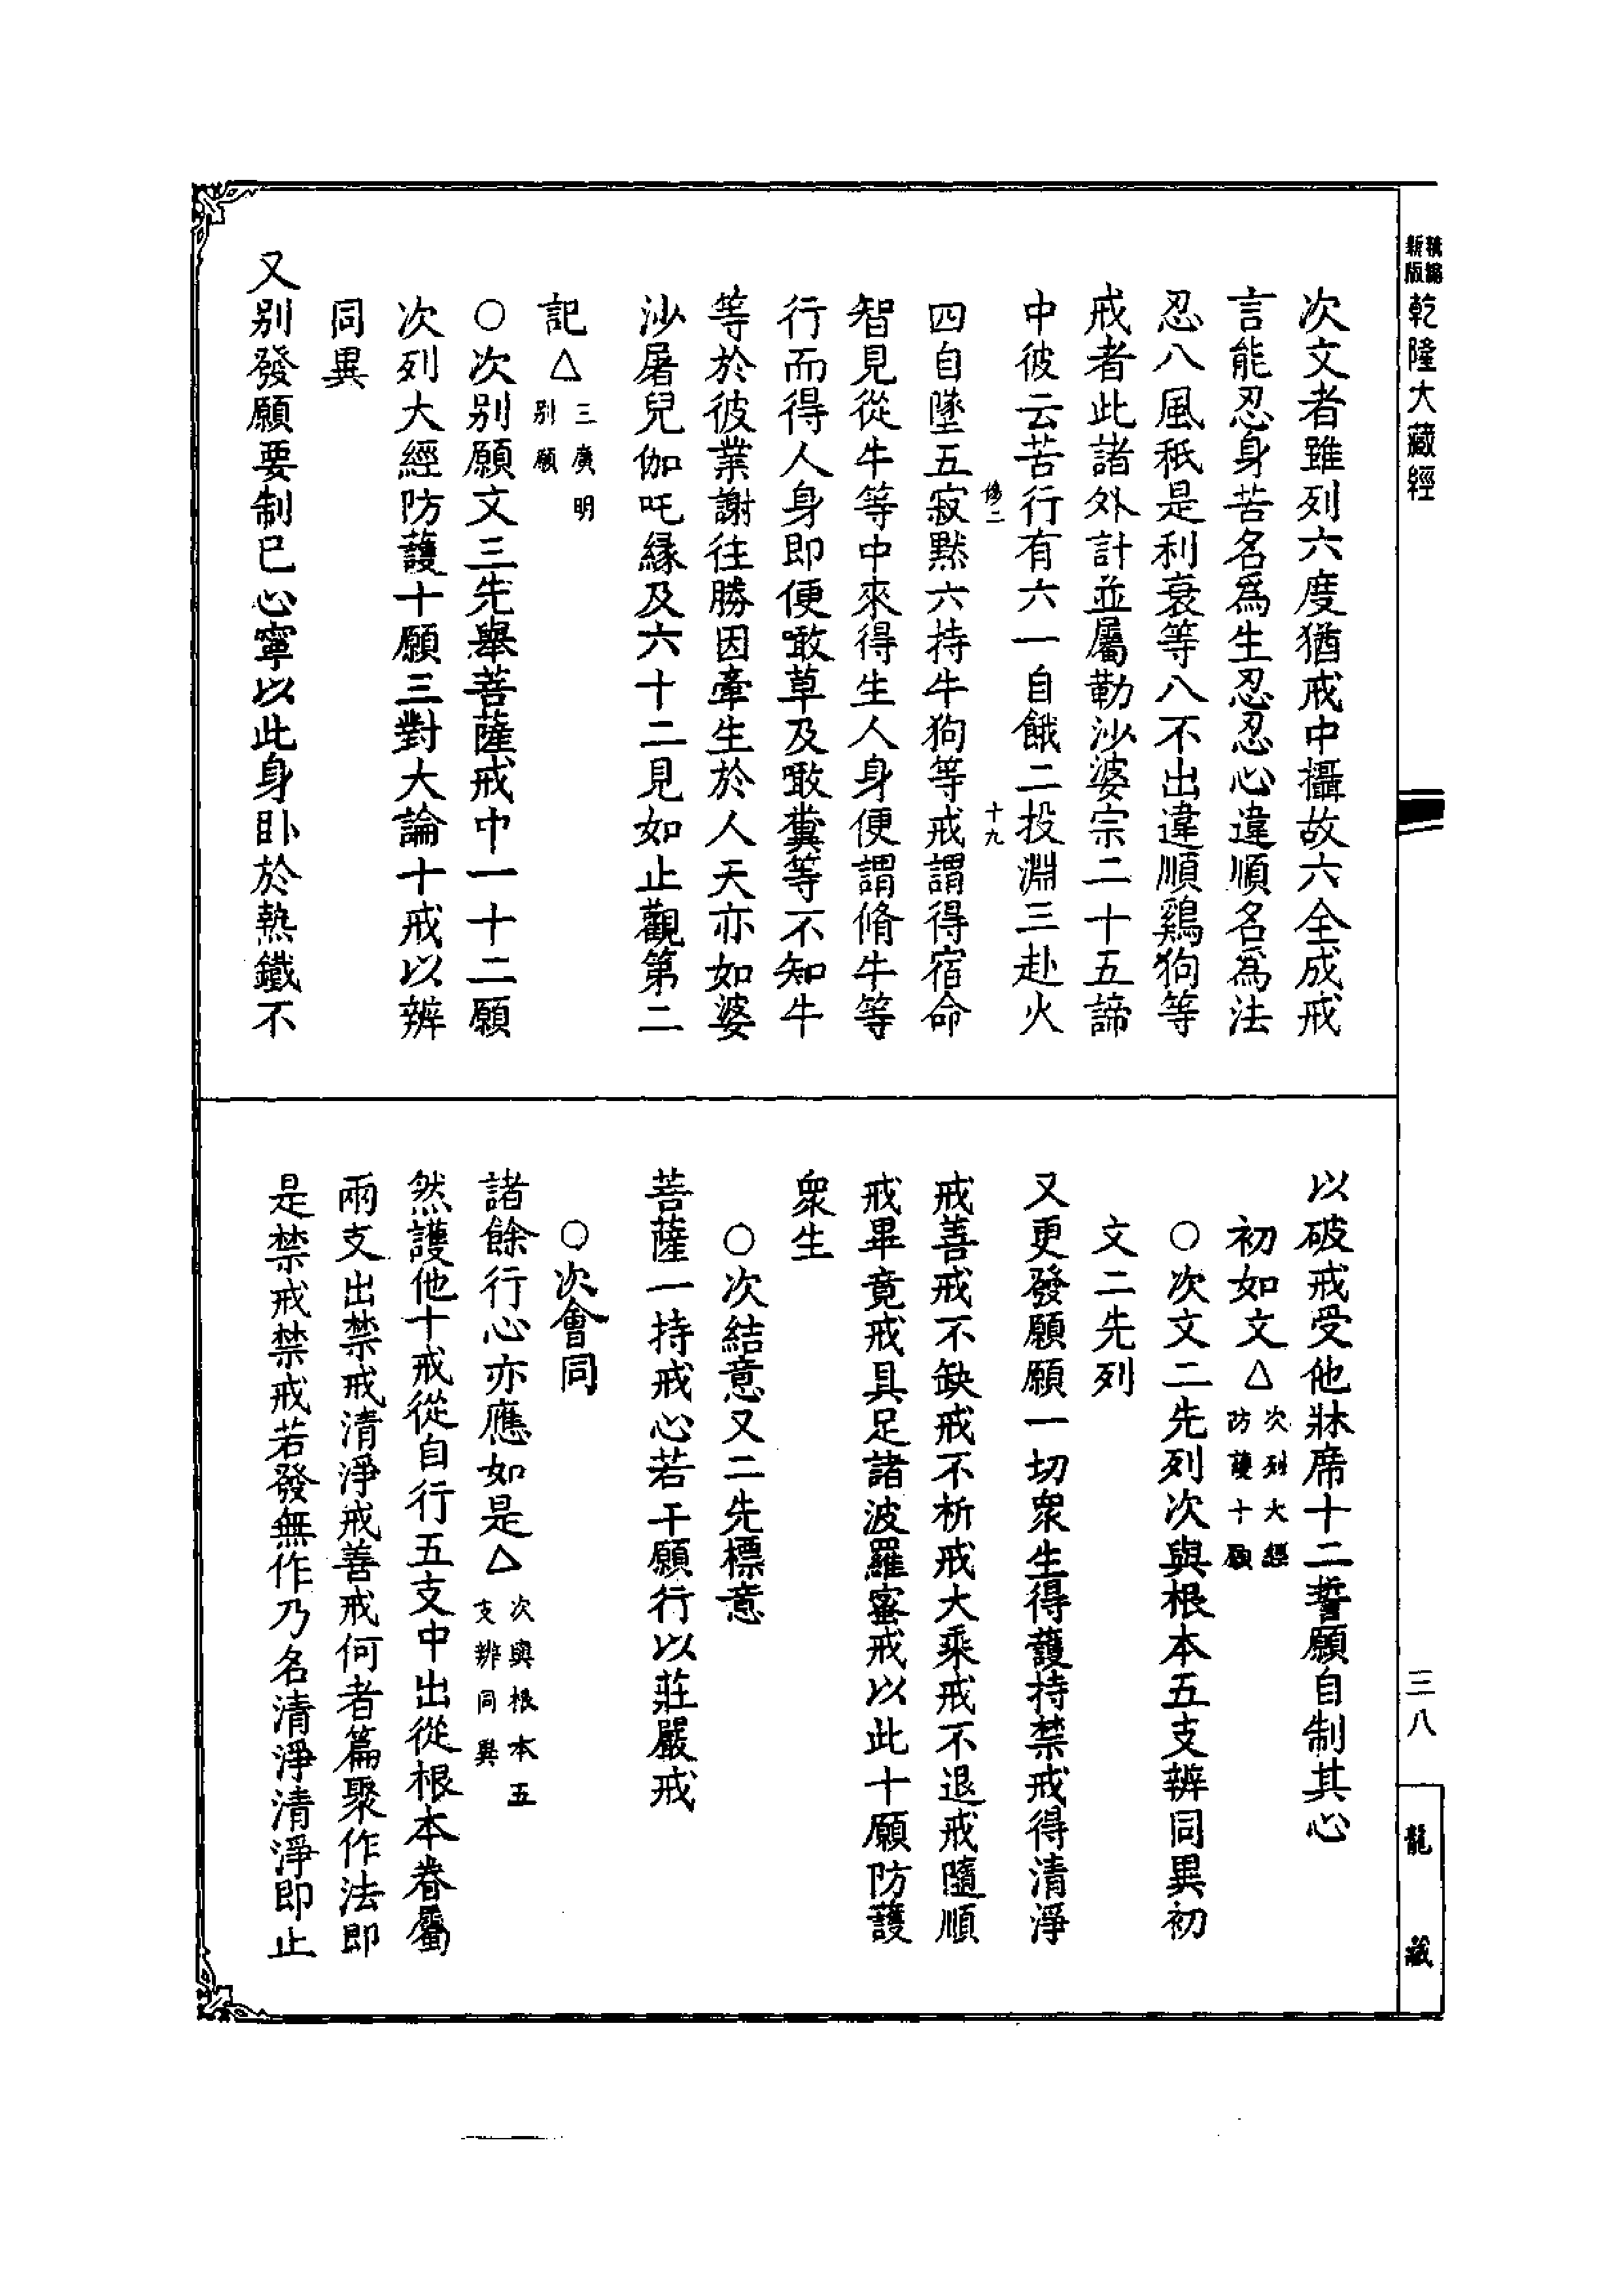 精編新版乾隆大藏經
次文者雖列六度猶戒中攝故六全成戒
言能忍身苦名為生忍忍心違順名為法
忍八風秖是利衰等八不出違順鷄狗等
戒者此諸外計並屬勒沙婆宗二十五諦
中彼云苦行有六一自餓二投淵三赴火
脩二 十九
四自墜五寂默六持牛狗等戒謂得宿命
智見從牛等中來得生人身便謂脩牛等
行而得人身即便噉草及噉糞等不知牛
等於彼業謝往勝因牽生於人天亦如婆
沙屠兒伽吒緣及六十二見如止觀第二
記△三廣明別願
○次別願文三先舉菩薩戒中一十二願
次列大經防護十願三對大論十戒以辨
同異
又別發願要制已心寧以此身臥於熱鐵不
以破戒受他牀席十二誓願自制其心
初如文△次列大經防護十願
○次文二先列次與根本五支辨同異初
文二先列
又更發願願一切眾生得護持禁戒得清淨
戒善戒不缺戒不析戒大乘戒不退戒隨順
戒畢竟戒具足諸波羅蜜戒以此十願防護
眾生
○次結意又二先標意
菩薩一持戒心若干願行以莊嚴戒
○次會同
諸餘行心亦應如是△次與根本五支辨同異
然護他十戒從自行五支中出從根本眷屬
兩支出禁戒清淨戒善戒何者篇聚作法即
是禁戒禁戒若發無作乃名清淨清淨即止
三八
龍藏